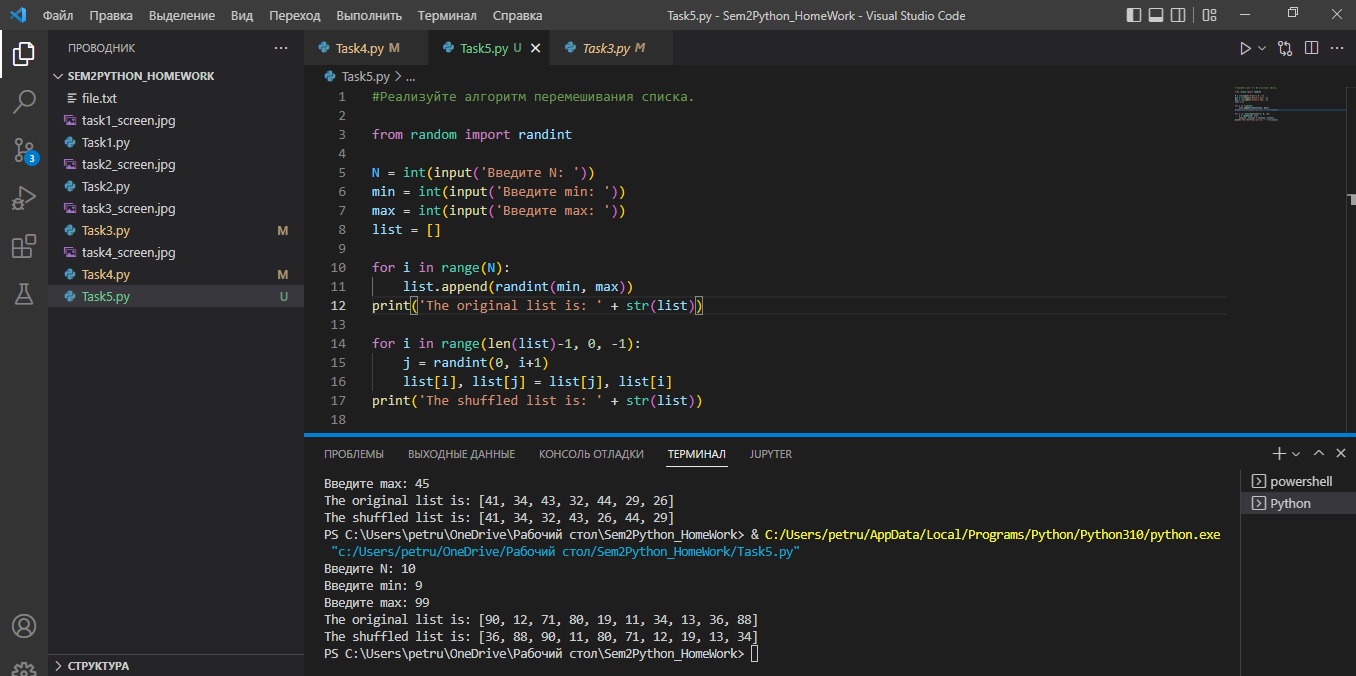 Файл Правка Выделение Вид Переход Выполнить Терминал Справка Task5.py - Sem2Python_HomeWork - Visual Studio Code
ПРОВОДНИК ...
SEM2PYTHON_HOMEWORK
file.txt
task1_screen.jpg
Task1.py
task2_screen.jpg
Task2.py
task3_screen.jpg
Task3.py M
task4_screen.jpg
Task4.py M
Task5.py U
СТРУКТУРА
3
Task4.py M Task5.py U Task3.py M
Task5.py > ...
1 #Реализуйте алгоритм перемешивания списка.
2
3 from random import randint
4
5 N = int(input('Введите N: '))
6 min = int(input('Введите min: '))
7 max = int(input('Введите max: '))
8 list = []
9
10 for i in range(N):
11     list.append(randint(min, max))
12 print('The original list is: ' + str(list))
13
14 for i in range(len(list)-1, 0, -1):
15     j = randint(0, i+1)
16     list[i], list[j] = list[j], list[i]
17 print('The shuffled list is: ' + str(list))
18
ПРОБЛЕМЫ ВЫХОДНЫЕ ДАННЫЕ КОНСОЛЬ ОТЛАДКИ ТЕРМИНАЛ JUPYTER
Введите max: 45
The original list is: [41, 34, 43, 32, 44, 29, 26]
The shuffled list is: [41, 34, 32, 43, 26, 44, 29]
PS C:\Users\petru\OneDrive\Рабочий стол\Sem2Python_HomeWork> & C:/Users/petru/AppData/Local/Programs/Python/Python310/python.exe
"c:/Users/petru/OneDrive/Рабочий стол/Sem2Python_HomeWork/Task5.py"
Введите N: 10
Введите min: 9
Введите max: 99
The original list is: [90, 12, 71, 80, 19, 11, 34, 13, 36, 88]
The shuffled list is: [36, 88, 90, 11, 80, 71, 12, 19, 13, 34]
PS C:\Users\petru\OneDrive\Рабочий стол\Sem2Python_HomeWork>
powershell
Python